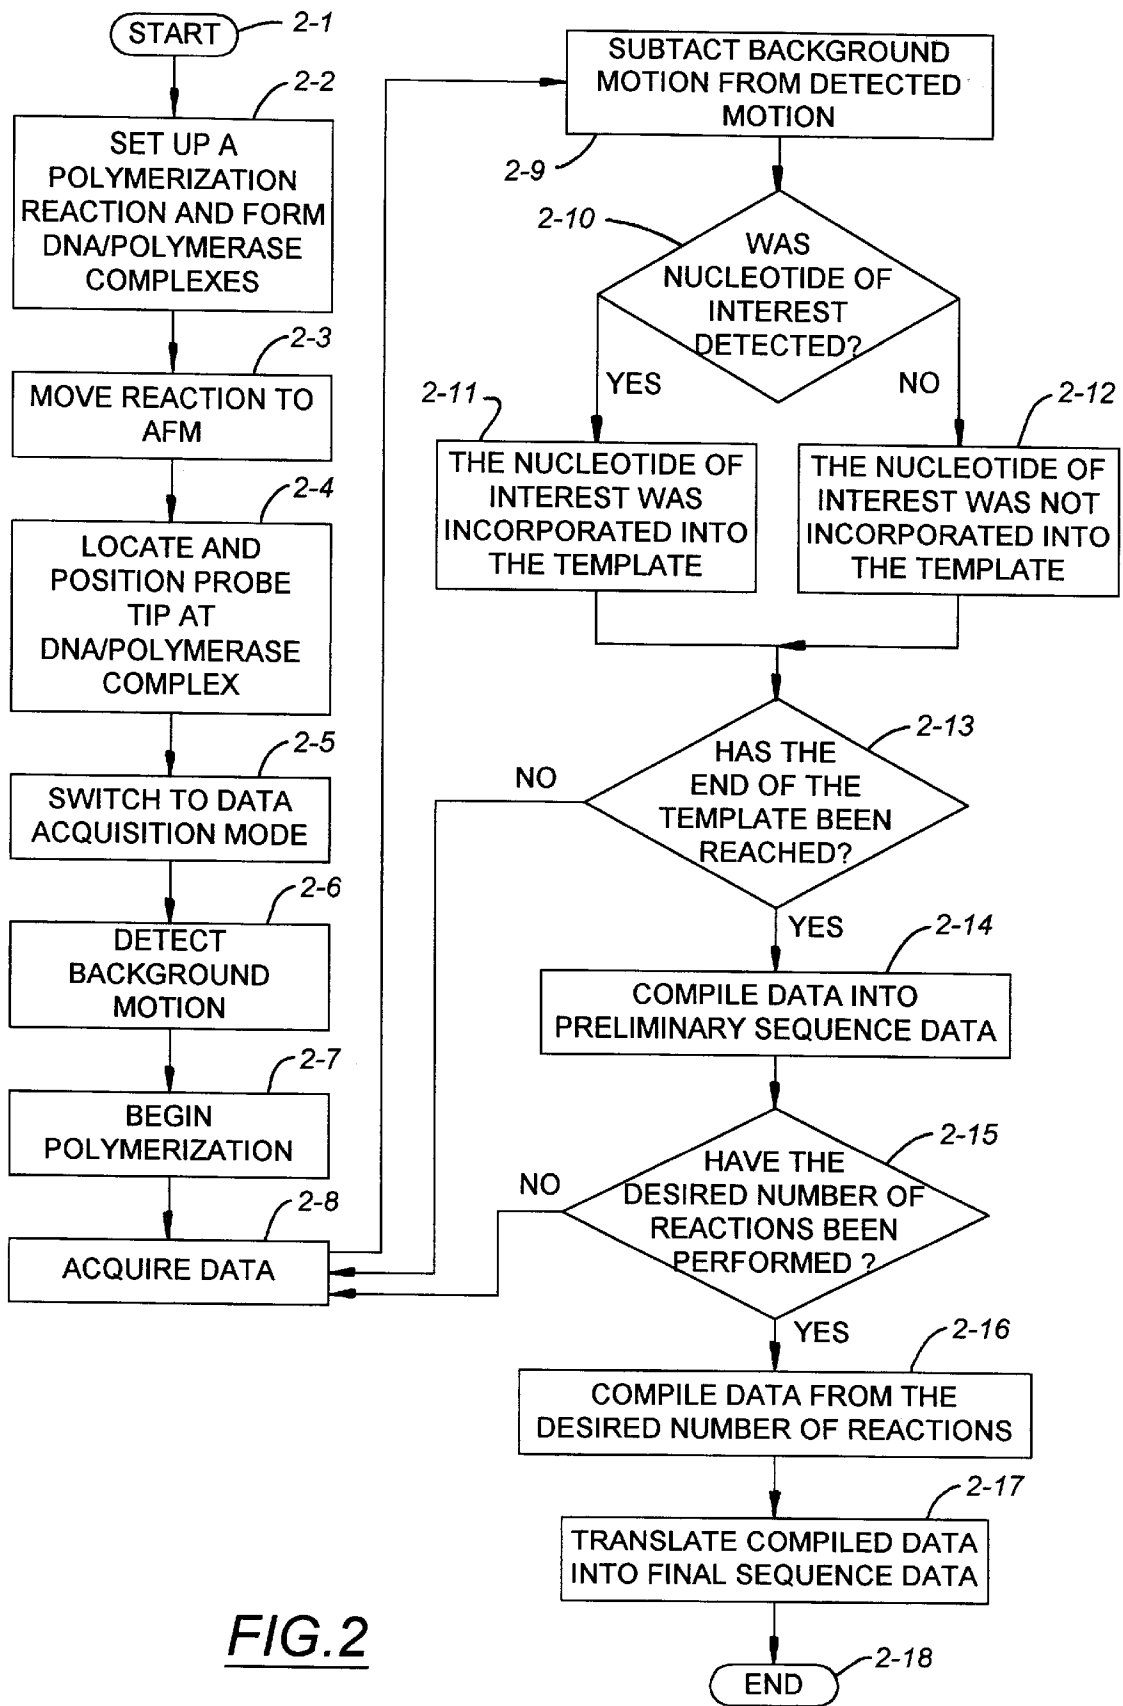 START
2-1
2-2
SET UP A
POLYMERIZATION
REACTION AND FORM
DNA/POLYMERASE
COMPLEXES
2-3
MOVE REACTION TO
AFM
2-4
LOCATE AND
POSITION PROBE
TIP AT
DNA/POLYMERASE
COMPLEX
2-5
SWITCH TO DATA
ACQUISITION MODE
2-6
DETECT
BACKGROUND
MOTION
2-7
BEGIN
POLYMERIZATION
2-8
ACQUIRE DATA
SUBTACT BACKGROUND
MOTION FROM DETECTED
MOTION
2-9
2-10
WAS
NUCLEOTIDE OF
INTEREST
DETECTED?
YES
NO
2-11
THE NUCLEOTIDE OF
INTEREST WAS
INCORPORATED INTO
THE TEMPLATE
2-12
THE NUCLEOTIDE OF
INTEREST WAS NOT
INCORPORATED INTO
THE TEMPLATE
2-13
HAS THE
END OF THE
TEMPLATE BEEN
REACHED?
NO
YES
2-14
COMPILE DATA INTO
PRELIMINARY SEQUENCE DATA
2-15
HAVE THE
DESIRED NUMBER OF
REACTIONS BEEN
PERFORMED ?
NO
YES
2-16
COMPILE DATA FROM THE
DESIRED NUMBER OF REACTIONS
2-17
TRANSLATE COMPILED DATA
INTO FINAL SEQUENCE DATA
END
2-18
FIG.2